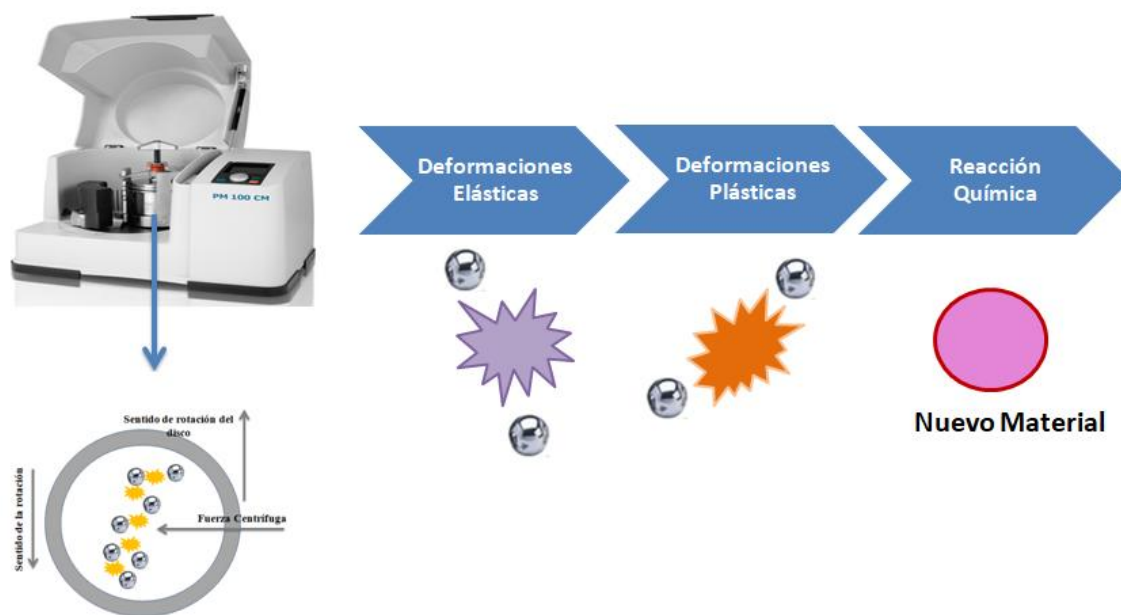 PM 100 CM
Deformaciones
Elásticas
Deformaciones
Plásticas
Reacción
Química
Nuevo Material
Sentido de rotación del
disco
Sentido de la rotación
Fuerza Centrífuga